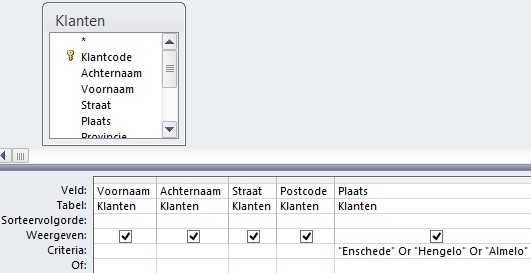 Klanten
*
Klantcode
Achternaam
Voornaam
Straat
Plaats
Provincie
Veld: Voornaam Achternaam Straat Postcode Plaats
Tabel: Klanten Klanten Klanten Klanten Klanten
Sorteervolgorde:
Weergeven:
Criteria: "Enschede" Or "Hengelo" Or "Almelo"
Of: